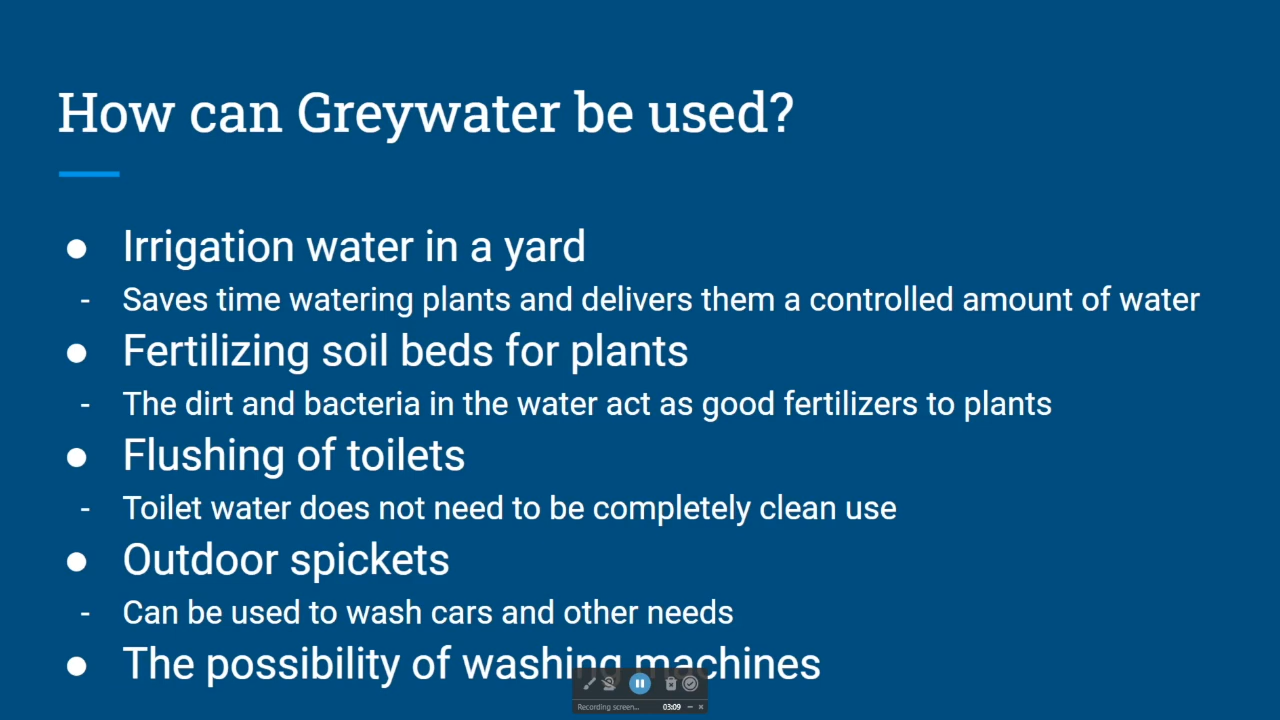 How can Greywater be used?
● Irrigation water in a yard
- Saves time watering plants and delivers them a controlled amount of water
● Fertilizing soil beds for plants
- The dirt and bacteria in the water act as good fertilizers to plants
● Flushing of toilets
- Toilet water does not need to be completely clean use
● Outdoor spickets
- Can be used to wash cars and other needs
● The possibility of washing machines
Recording screen... 03:09